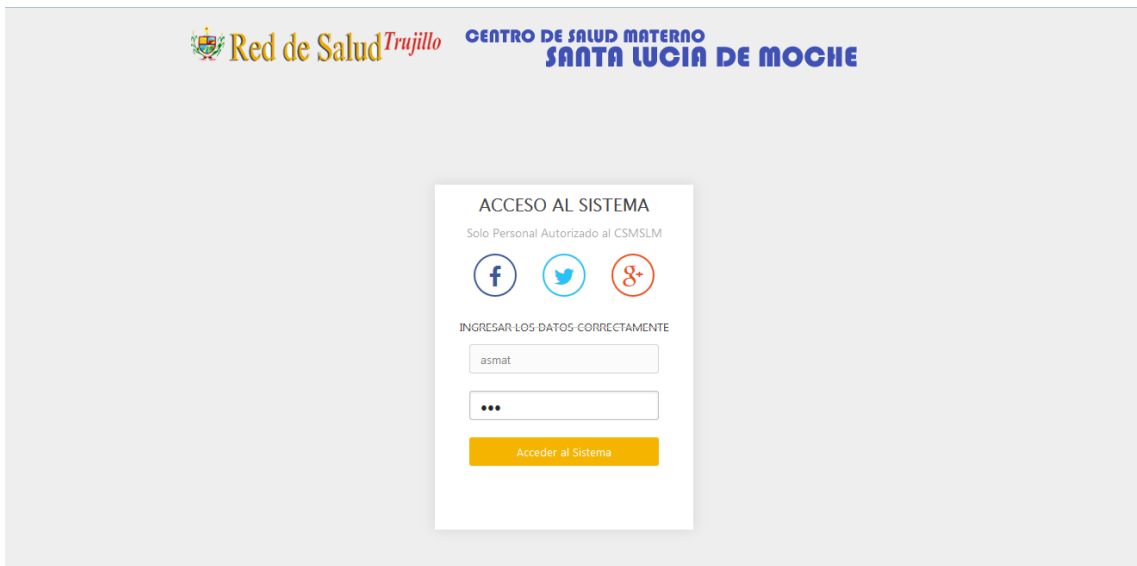 Red de Salud Trujillo
CENTRO DE SALUD MATERNO
SANTA LUCIA DE MOCHE
ACCESO AL SISTEMA
Solo Personal Autorizado al CSMSLM
f
g+
INGRESAR LOS DATOS CORRECTAMENTE
asmat
•••
Acceder al Sistema